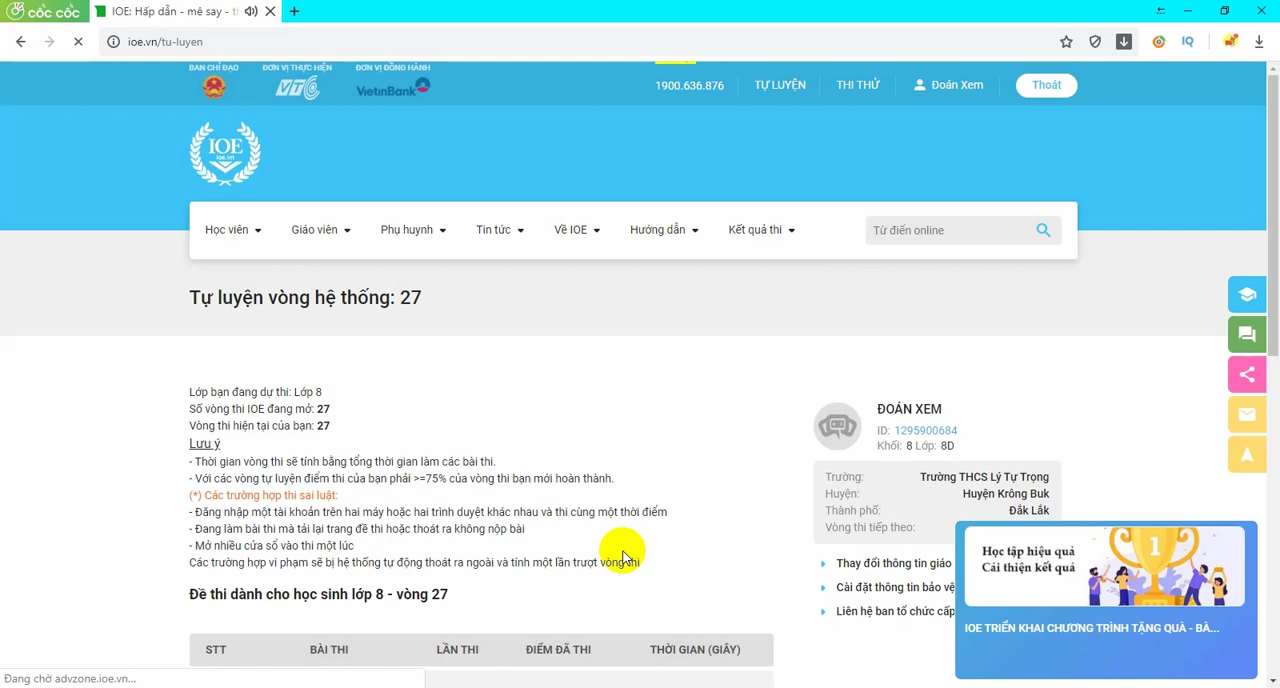 cốc cốc
IOE: Hấp dẫn - mê say - t
ioe.vn/tu-luyen
IQ
BAN CHỈ ĐẠO
ĐƠN VỊ THỰC HIỆN
ĐƠN VỊ ĐỒNG HÀNH
VTC
VietinBank
1900.636.876
TỰ LUYỆN
THI THỬ
Đoán Xem
Thoát
IOE
ioe.vn
Học viên
Giáo viên
Phụ huynh
Tin tức
Về IOE
Hướng dẫn
Kết quả thi
Từ điển online
Tự luyện vòng hệ thống: 27
Lớp bạn đang dự thi: Lớp 8
Số vòng thi IOE đang mở: 27
Vòng thi hiện tại của bạn: 27
Lưu ý
- Thời gian vòng thi sẽ tính bằng tổng thời gian làm các bài thi.
- Với các vòng tự luyện điểm thi của bạn phải >=75% của vòng thi bạn mới hoàn thành.
(*) Các trường hợp thi sai luật:
- Đăng nhập một tài khoản trên hai máy hoặc hai trình duyệt khác nhau và thi cùng một thời điểm
- Đang làm bài thi mà tải lại trang đề thi hoặc thoát ra không nộp bài
- Mở nhiều cửa sổ vào thi một lúc
Các trường hợp vi phạm sẽ bị hệ thống tự động thoát ra ngoài và tính một lần trượt vòng thi
Đề thi dành cho học sinh lớp 8 - vòng 27
STT
BÀI THI
LẦN THI
ĐIỂM ĐÃ THI
THỜI GIAN (GIÂY)
ĐOÁN XEM
ID: 1295900684
Khối: 8 Lớp: 8D
Trường: Trường THCS Lý Tự Trọng
Huyện: Huyện Krông Buk
Thành phố: Đắk Lắk
Vòng thi tiếp theo:
Thay đổi thông tin giáo
Cài đặt thông tin bảo vệ
Liên hệ ban tổ chức cấp
Học tập hiệu quả
Cải thiện kết quả
1
IOE TRIỂN KHAI CHƯƠNG TRÌNH TẶNG QUÀ - BÀ...
Đang chờ advzone.ioe.vn...